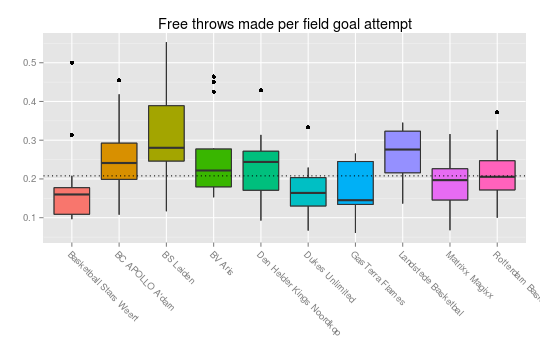 Free throws made per field goal attempt
0.5
0.4
0.3
0.2
0.1
Basketball Stars Weert
BC APOLLO A'dam
BS Leiden
BV Aris
Den Helder Kings Noordkop
Dukes Unlimited
GasTerra Flames
Landstede Basketbal
Matrixx Magixx
Rotterdam Bas